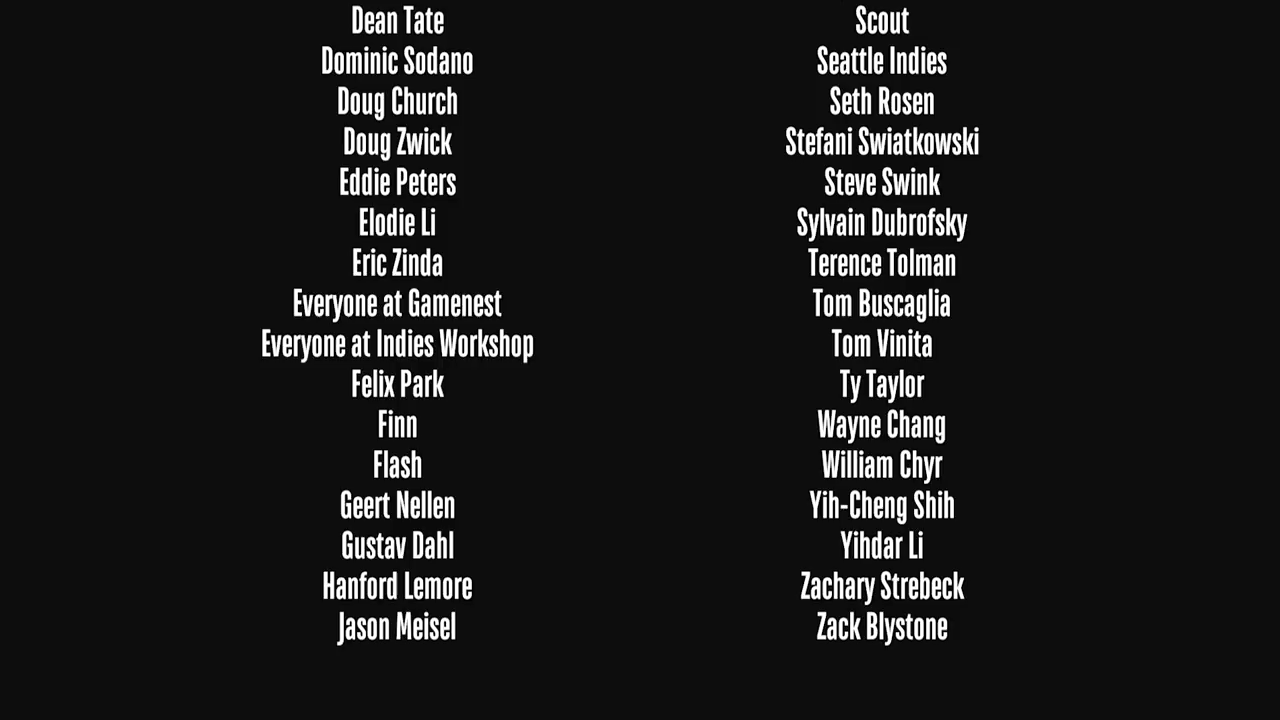 Dean Tate
Dominic Sodano
Doug Church
Doug Zwick
Eddie Peters
Elodie Li
Eric Zinda
Everyone at Gamenest
Everyone at Indies Workshop
Felix Park
Finn
Flash
Geert Nellen
Gustav Dahl
Hanford Lemore
Jason Meisel
Scout
Seattle Indies
Seth Rosen
Stefani Swiatkowski
Steve Swink
Sylvain Dubrofsky
Terence Tolman
Tom Buscaglia
Tom Vinita
Ty Taylor
Wayne Chang
William Chyr
Yih-Cheng Shih
Yihdar Li
Zachary Strebeck
Zack Blystone